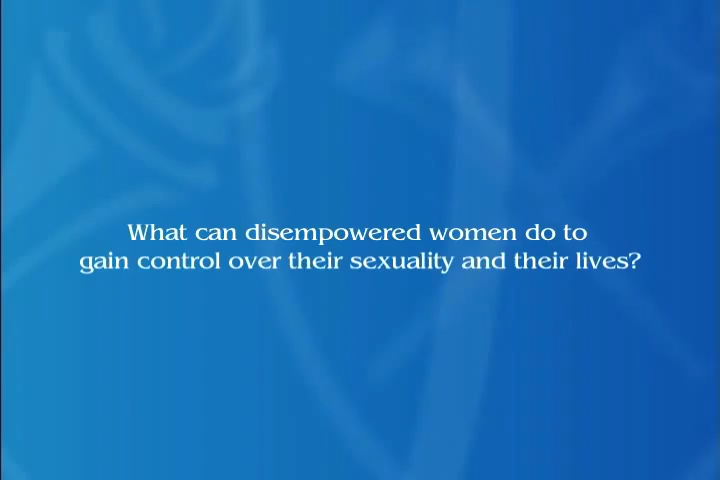 What can disempowered women do to
gain control over their sexuality and their lives?